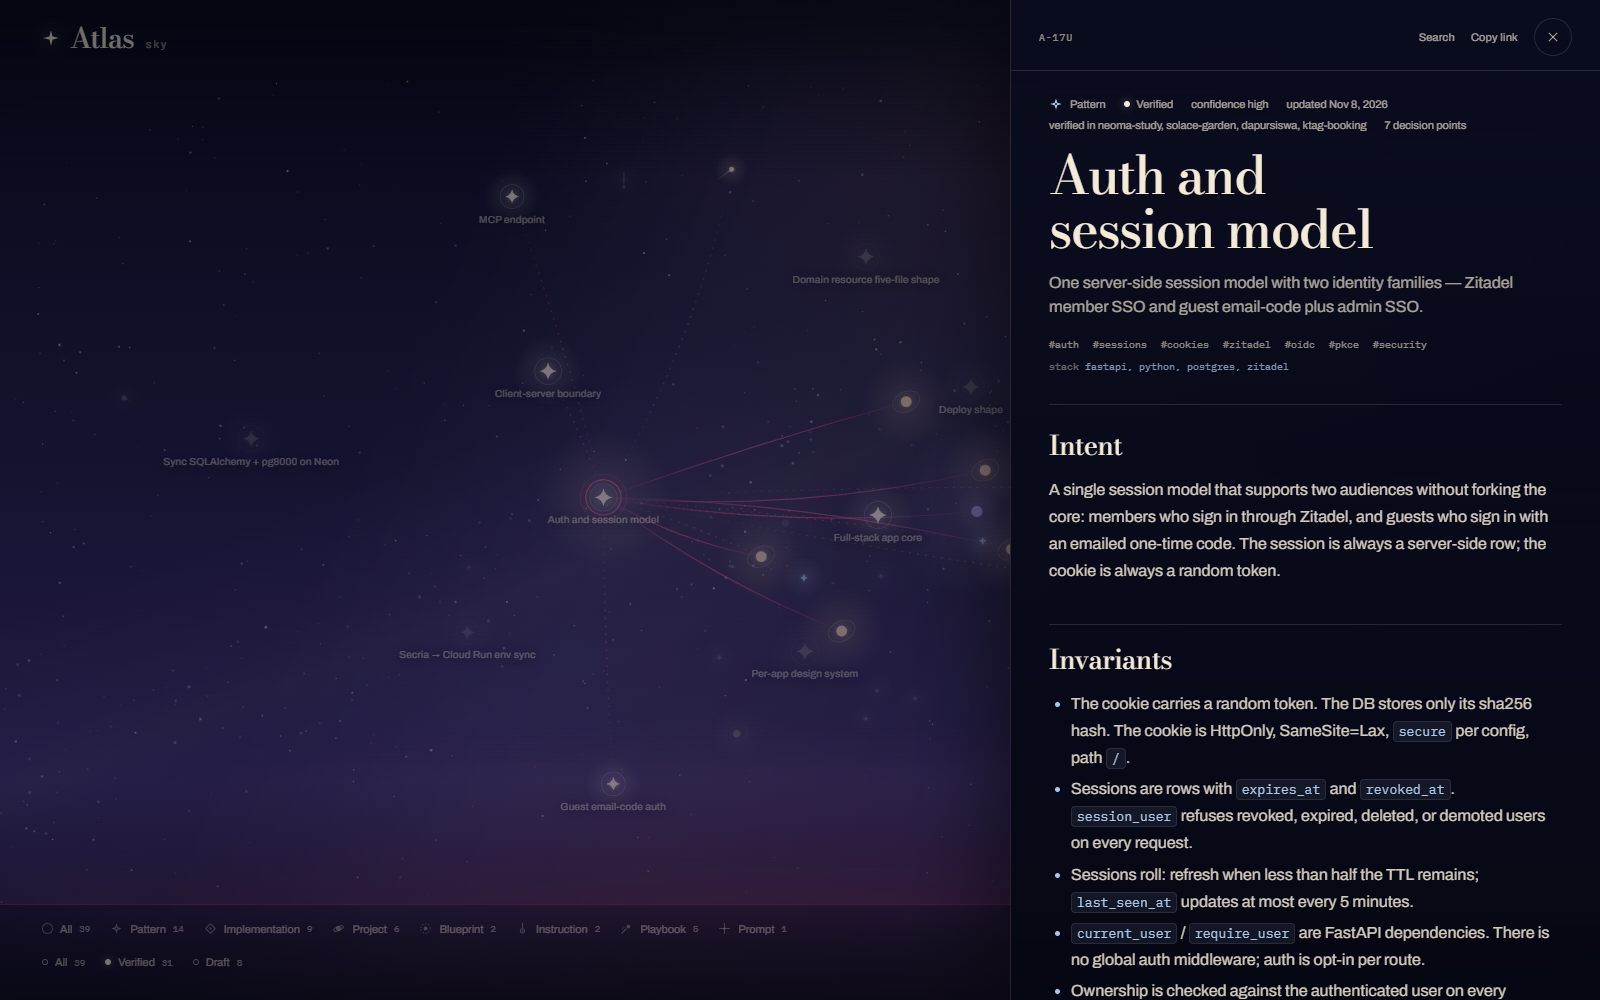 Atlas sky
MCP endpoint
Domain resource five-file shape
Client-server boundary
Deploy shape
Sync SQLAlchemy + pg8000 on Neon
Auth and session model
Full-stack app core
Secria → Cloud Run env sync
Per-app design system
Guest email-code auth
All 39 Pattern 14 Implementation 9 Project 6 Blueprint 2 Instruction 2 Playbook 5 Prompt 1
All 39 Verified 31 Draft 8
A-17U Search Copy link
Pattern Verified confidence high updated Nov 8, 2026
verified in neoma-study, solace-garden, dapursiswa, ktag-booking 7 decision points
Auth and
session model
One server-side session model with two identity families — Zitadel
member SSO and guest email-code plus admin SSO.
#auth #sessions #cookies #zitadel #oidc #pkce #security
stack fastapi, python, postgres, zitadel
Intent
A single session model that supports two audiences without forking the
core: members who sign in through Zitadel, and guests who sign in with
an emailed one-time code. The session is always a server-side row; the
cookie is always a random token.
Invariants
The cookie carries a random token. The DB stores only its sha256
hash. The cookie is HttpOnly, SameSite=Lax, secure per config,
path /.
Sessions are rows with expires_at and revoked_at.
session_user refuses revoked, expired, deleted, or demoted users
on every request.
Sessions roll: refresh when less than half the TTL remains;
last_seen_at updates at most every 5 minutes.
current_user / require_user are FastAPI dependencies. There is
no global auth middleware; auth is opt-in per route.
Ownership is checked against the authenticated user on every